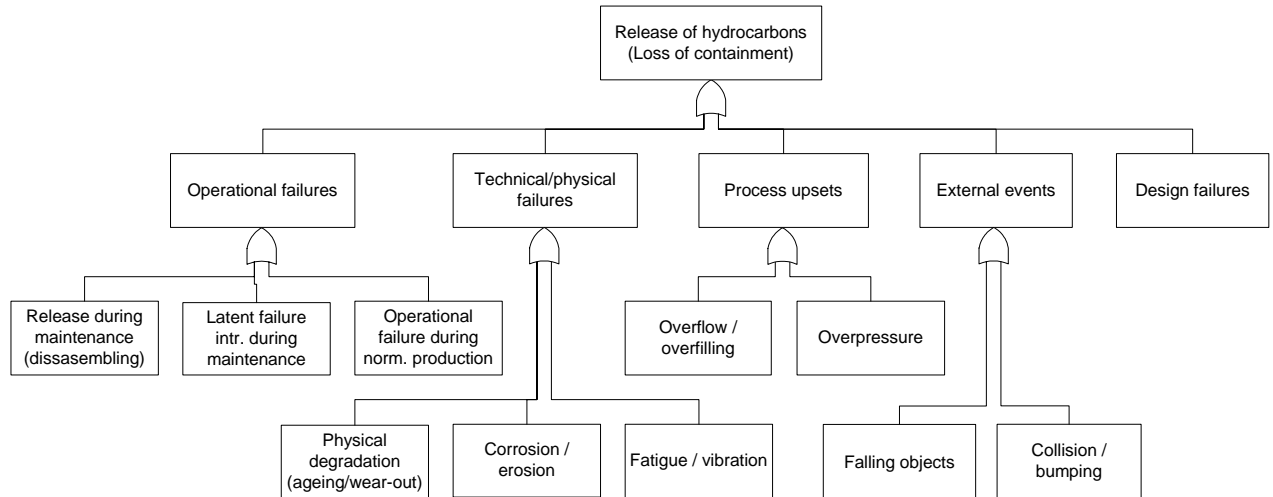 Release of hydrocarbons
(Loss of containment)
Operational failures
Technical/physical
failures
Process upsets
External events
Design failures
Release during
maintenance
(dissasembling)
Latent failure
intr. during
maintenance
Operational
failure during
norm. production
Overflow /
overfilling
Overpressure
Physical
degradation
(ageing/wear-out)
Corrosion /
erosion
Fatigue / vibration
Falling objects
Collision /
bumping